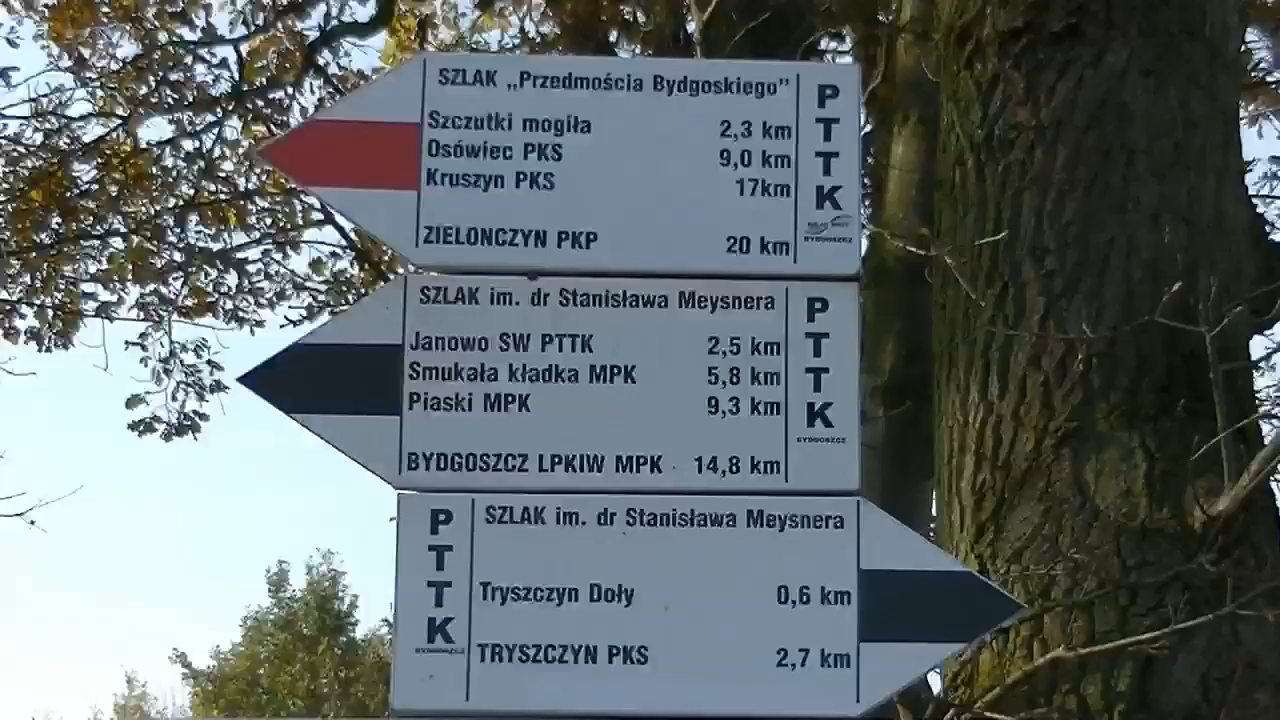 SZLAK „Przedmościa Bydgoskiego”
Szczutki mogiła 2,3 km
Osówiec PKS 9,0 km
Kruszyn PKS 17km
ZIELONCZYN PKP 20 km
PTTK
BYDGOSZCZ
SZLAK im. dr Stanisława Meysnera
Janowo SW PTTK 2,5 km
Smukała kładka MPK 5,8 km
Piaski MPK 9,3 km
BYDGOSZCZ LPKIW MPK 14,8 km
PTTK
BYDGOSZCZ
PTTK
BYDGOSZCZ
SZLAK im. dr Stanisława Meysnera
Tryszczyn Doły 0,6 km
TRYSZCZYN PKS 2,7 km